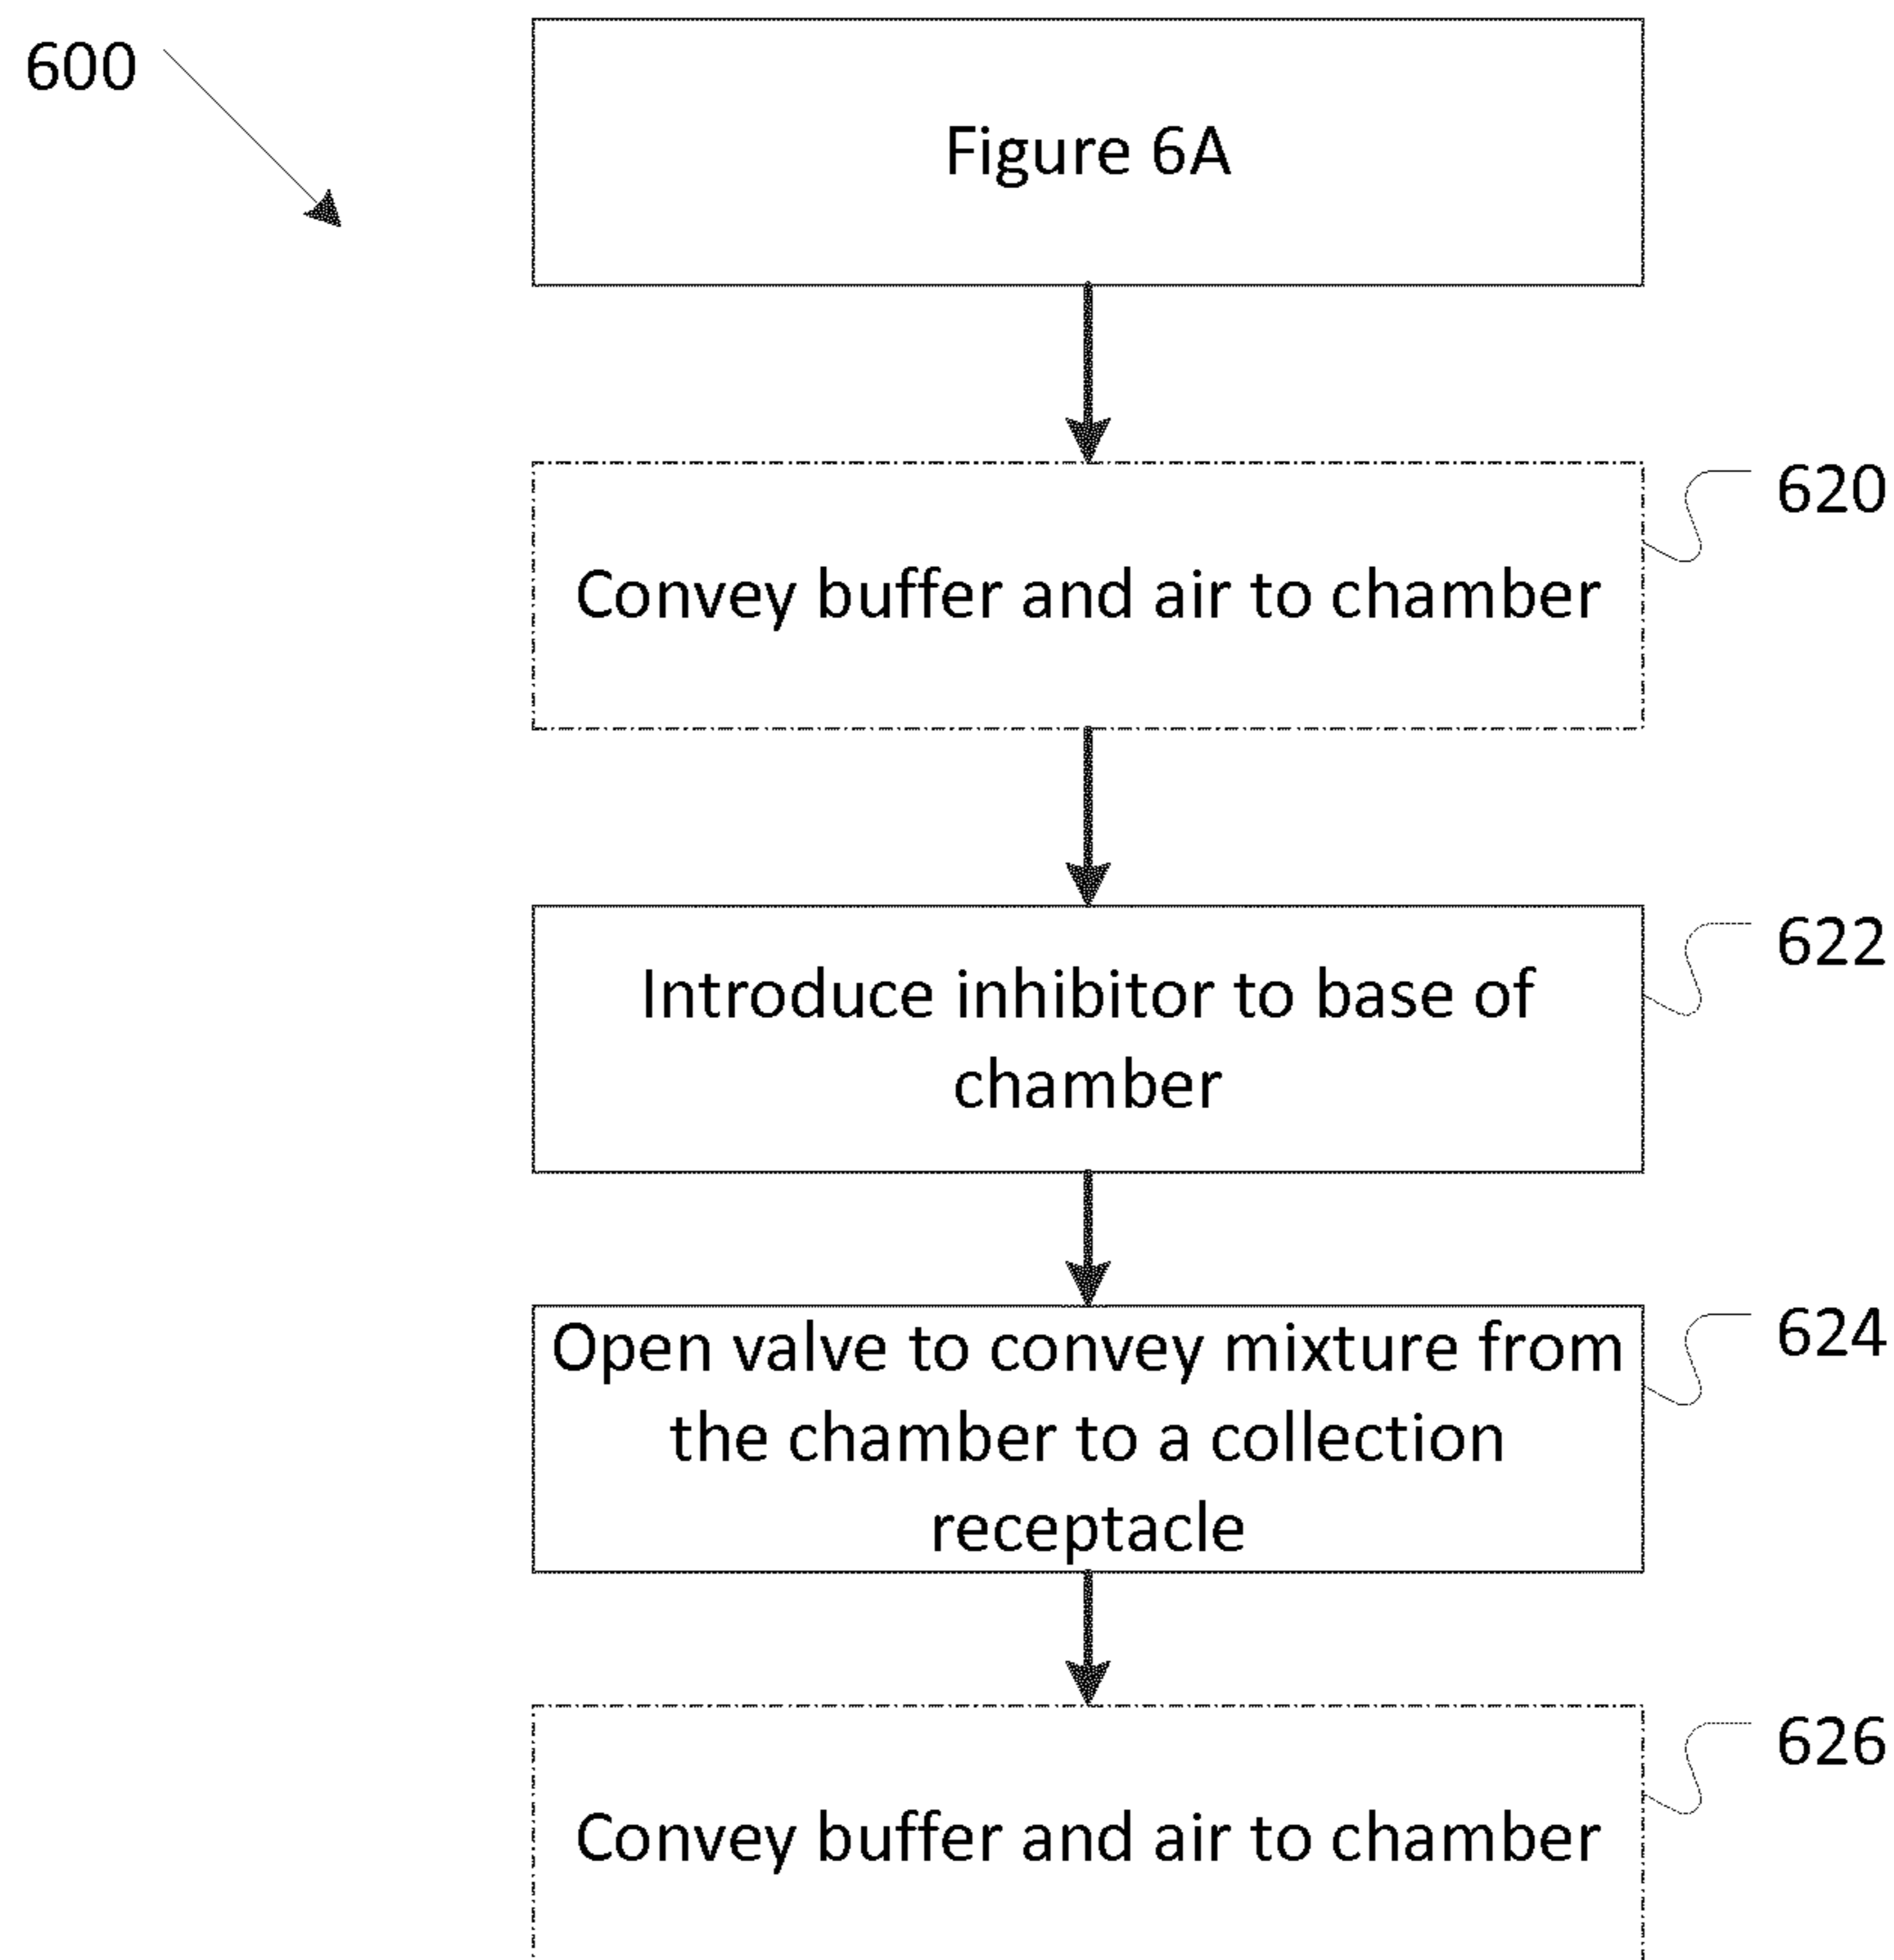 600
Figure 6A
620
Convey buffer and air to chamber
622
Introduce inhibitor to base of
chamber
624
Open valve to convey mixture from
the chamber to a collection
receptacle
626
Convey buffer and air to chamber